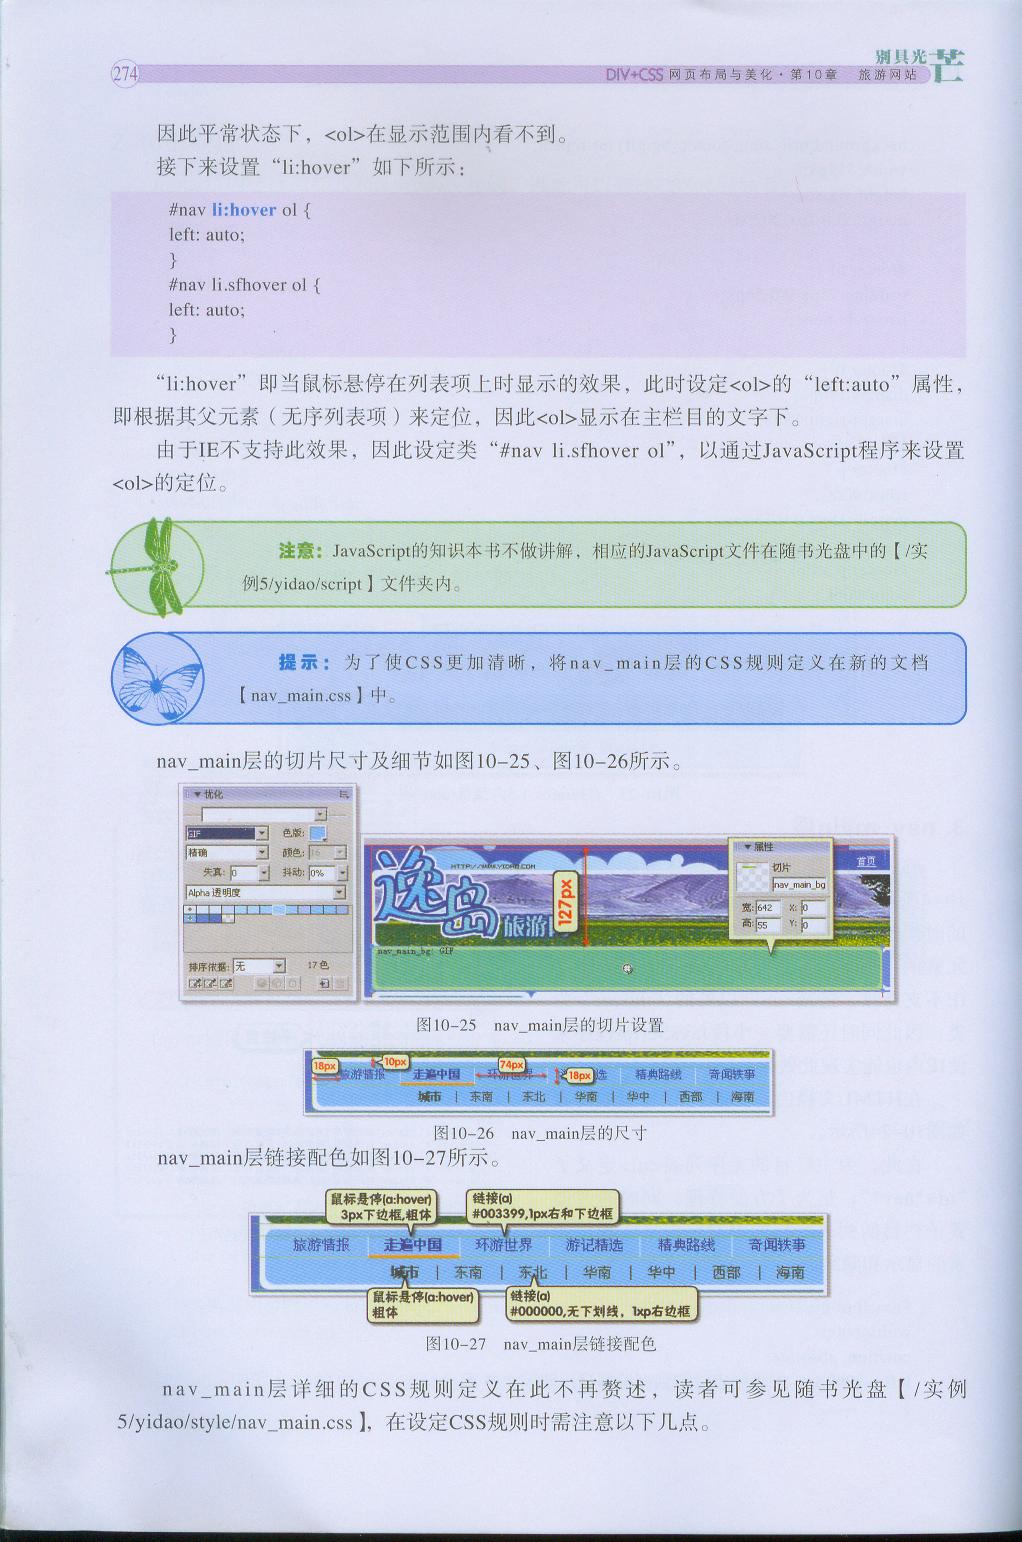 274
别具光芒
DIV+CSS 网页布局与美化·第10章 旅游网站
因此平常状态下，<ol>在显示范围内看不到。
接下来设置“li:hover”如下所示：
#nav li:hover ol {
left: auto;
}
#nav li.sfhover ol {
left: auto;
}
“li:hover”即当鼠标悬停在列表项上时显示的效果，此时设定<ol>的“left:auto”属性，
即根据其父元素（无序列表项）来定位，因此<ol>显示在主栏目的文字下。
由于IE不支持此效果，因此设定类“#nav li.sfhover ol”，以通过JavaScript程序来设置
<ol>的定位。
注意：JavaScript的知识本书不做讲解，相应的JavaScript文件在随书光盘中的【/实
例5/yidao/script】文件夹内。
提示：为了使CSS更加清晰，将nav_main层的CSS规则定义在新的文档
【nav_main.css】中。
nav_main层的切片尺寸及细节如图10-25、图10-26所示。
优化
GIF 色版:
精确 颜色: 16
失真: 0 抖动: 0%
Alpha 透明度
排序依据: 无 17色
HTTP://WWW.YIDAO.COM
逸岛 旅游
127px
nav_main_bg: GIF
首页
属性
切片
nav_main_bg
宽: 642 X: 0
高: 55 Y: 0
图10-25 nav_main层的切片设置
18px 10px 74px 18px
旅游情报 走遍中国 环游世界 选 精典路线 奇闻轶事
城市 | 东南 | 东北 | 华南 | 华中 | 西部 | 海南
图10-26 nav_main层的尺寸
nav_main层链接配色如图10-27所示。
鼠标是停(a:hover)
3px下边框,粗体
链接(a)
#003399,1px右和下边框
旅游情报 走遍中国 环游世界 游记精选 精典路线 奇闻轶事
城市 | 东南 | 东北 | 华南 | 华中 | 西部 | 海南
鼠标是停(a:hover)
粗体
链接(a)
#000000,无下划线，1xp右边框
图10-27 nav_main层链接配色
nav_main层详细的CSS规则定义在此不再赘述，读者可参见随书光盘【/实例
5/yidao/style/nav_main.css】，在设定CSS规则时需注意以下几点。